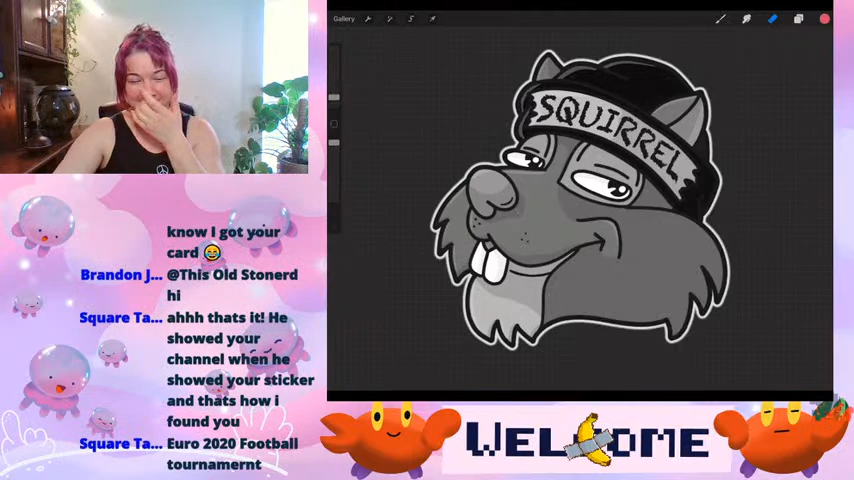 Gallery
SQUIRREL
know I got your
card 😂
Brandon J... @This Old Stonerd
hi
Square Ta... ahhh thats it! He
showed your
channel when he
showed your sticker
and thats how i
found you
Square Ta... Euro 2020 Football
tournamernt
WELCOME